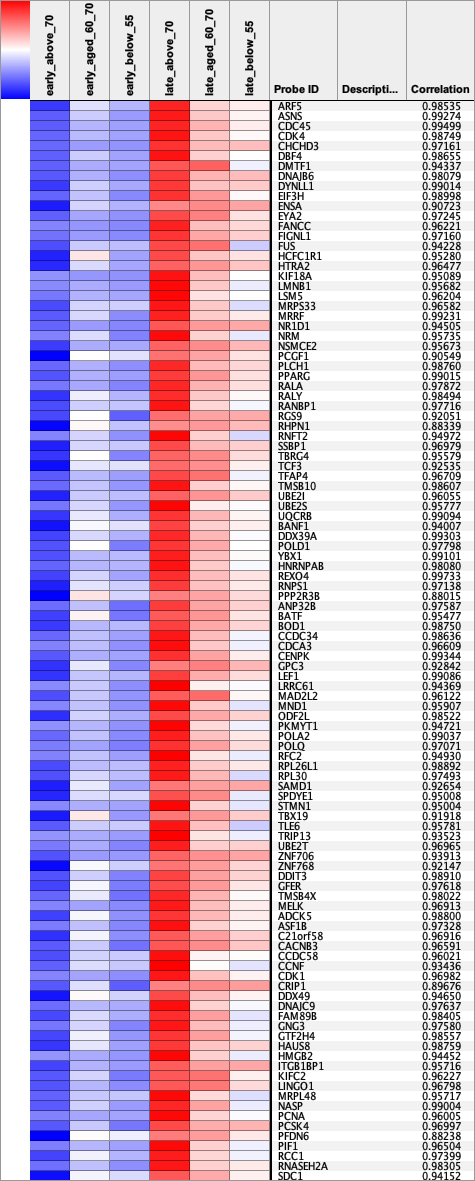 early_above_70
early_aged_60_70
early_below_55
late_above_70
late_aged_60_70
late_below_55
Probe ID Descripti... Correlation
ARF5 0.98535
ASNS 0.99274
CDC45 0.99499
CDK4 0.98749
CHCHD3 0.97161
DBF4 0.98655
DMTF1 0.94337
DNAJB6 0.98079
DYNLL1 0.99014
EIF3H 0.98998
ENSA 0.90723
EYA2 0.97245
FANCC 0.96221
FIGNL1 0.97160
FUS 0.94228
HCFC1R1 0.95280
HTRA2 0.96477
KIF18A 0.95089
LMNB1 0.95682
LSM5 0.96204
MRPS33 0.96582
MRRF 0.99231
NR1D1 0.94505
NRM 0.95735
NSMCE2 0.95673
PCGF1 0.90549
PLCH1 0.98760
PPARG 0.99015
RALA 0.97872
RALY 0.98494
RANBP1 0.97716
RGS9 0.92051
RHPN1 0.88339
RNFT2 0.94972
SSBP1 0.96979
TBRG4 0.95579
TCF3 0.92535
TFAP4 0.96709
TMSB10 0.98607
UBE2I 0.96055
UBE2S 0.95777
UQCRB 0.99094
BANF1 0.94007
DDX39A 0.99303
POLD1 0.97798
YBX1 0.99101
HNRNPAB 0.98080
REXO4 0.99733
RNPS1 0.97138
PPP2R3B 0.88015
ANP32B 0.97587
BATF 0.95477
BOD1 0.98750
CCDC34 0.98636
CDCA3 0.96609
CENPK 0.99344
GPC3 0.92842
LEF1 0.99086
LRRC61 0.94369
MAD2L2 0.96122
MND1 0.95907
ODF2L 0.98522
PKMYT1 0.94721
POLA2 0.99037
POLQ 0.97071
RFC2 0.94930
RPL26L1 0.98892
RPL30 0.97493
SAMD1 0.92654
SPDYE1 0.95008
STMN1 0.95004
TBX19 0.91918
TLE6 0.95781
TRIP13 0.93523
UBE2T 0.96965
ZNF706 0.93913
ZNF768 0.92147
DDIT3 0.98910
GFER 0.97618
TMSB4X 0.98022
MELK 0.96913
ADCK5 0.98800
ASF1B 0.97328
C21orf58 0.96916
CACNB3 0.96591
CCDC58 0.96021
CCNF 0.93436
CDK1 0.96982
CRIP1 0.89676
DDX49 0.94650
DNAJC9 0.97637
FAM89B 0.98405
GNG3 0.97580
GTF2H4 0.98557
HAUS8 0.98759
HMGB2 0.94452
ITGB1BP1 0.95716
KIFC2 0.96227
LINGO1 0.96798
MRPL48 0.95717
NASP 0.99004
PCNA 0.96005
PCSK4 0.96997
PFDN6 0.88238
PIF1 0.96504
RCC1 0.97399
RNASEH2A 0.98305
SDC1 0.94152